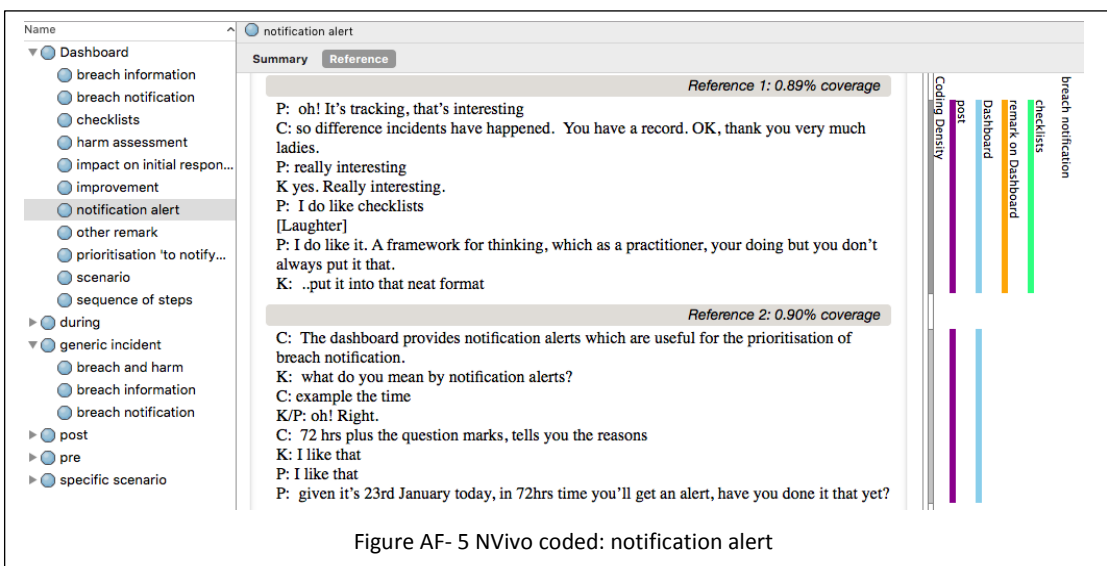 Name
Dashboard
breach information
breach notification
checklists
harm assessment
impact on initial respon...
improvement
notification alert
other remark
prioritisation 'to notify...
scenario
sequence of steps
during
generic incident
breach and harm
breach information
breach notification
post
pre
specific scenario
notification alert
Summary Reference
Reference 1: 0.89% coverage
P: oh! It's tracking, that's interesting
C: so difference incidents have happened. You have a record. OK, thank you very much
ladies.
P: really interesting
K yes. Really interesting.
P: I do like checklists
[Laughter]
P: I do like it. A framework for thinking, which as a practitioner, your doing but you don't
always put it that.
K: ..put it into that neat format
Reference 2: 0.90% coverage
C: The dashboard provides notification alerts which are useful for the prioritisation of
breach notification.
K: what do you mean by notification alerts?
C: example the time
K/P: oh! Right.
C: 72 hrs plus the question marks, tells you the reasons
K: I like that
P: I like that
P: given it's 23rd January today, in 72hrs time you'll get an alert, have you done it that yet?
Coding Density
post
Dashboard
remark on Dashboard
checklists
breach notification
Figure AF- 5 NVivo coded: notification alert